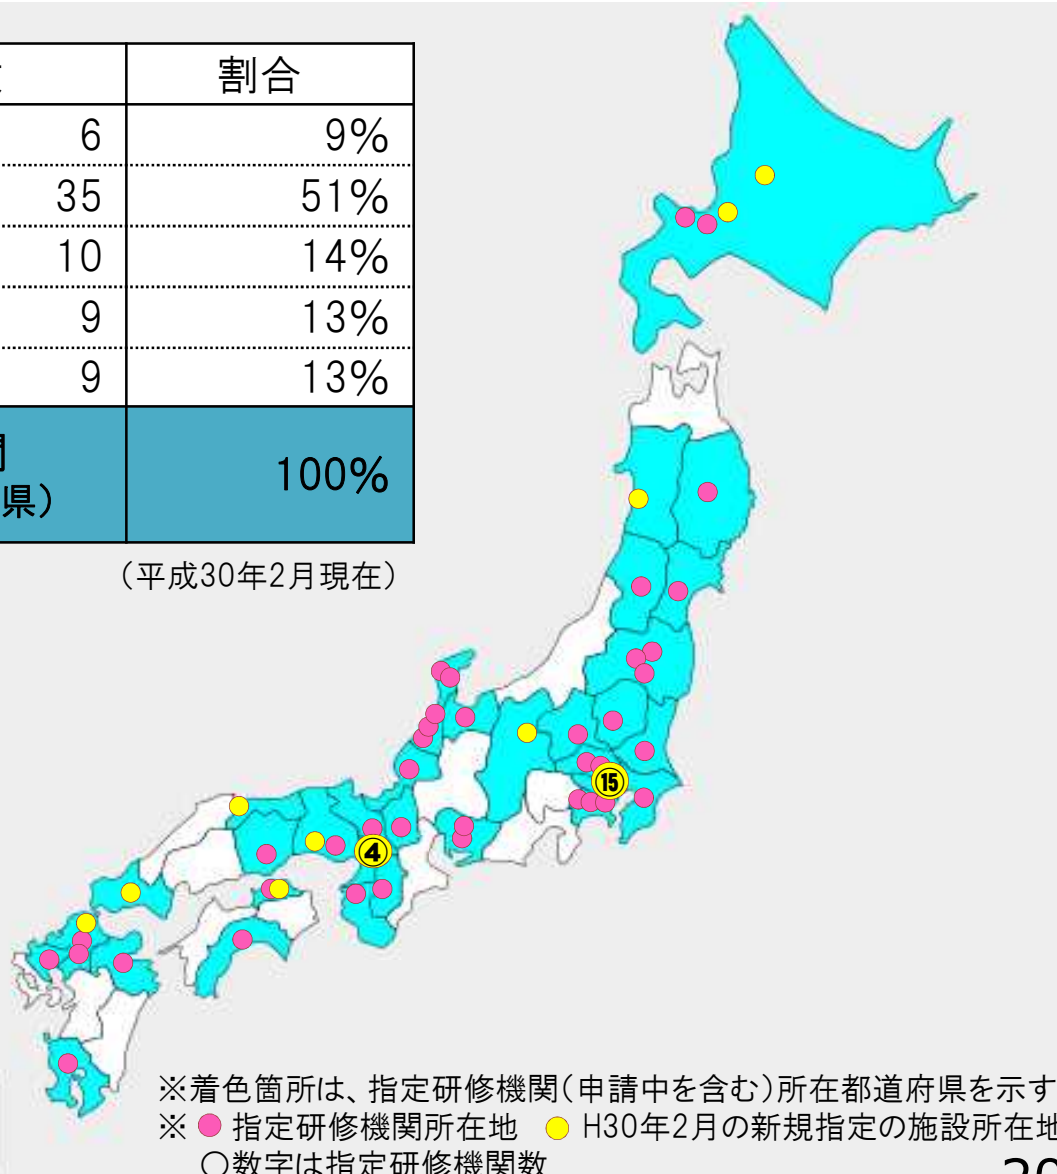 割合
6 9%
35 51%
10 14%
9 13%
9 13%
県) 100%
(平成30年2月現在)
15
4
※着色箇所は、指定研修機関(申請中を含む)所在都道府県を示す
※ 指定研修機関所在地 H30年2月の新規指定の施設所在地
○数字は指定研修機関数